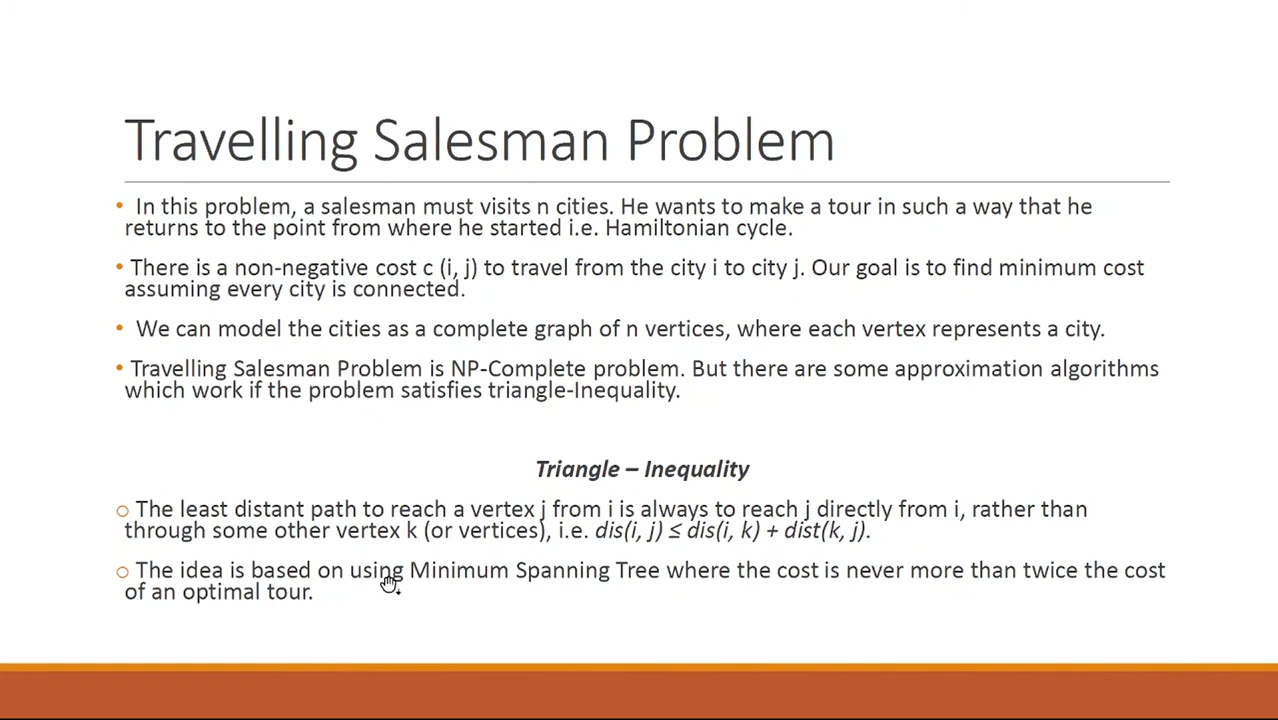 Travelling Salesman Problem
• In this problem, a salesman must visits n cities. He wants to make a tour in such a way that he
returns to the point from where he started i.e. Hamiltonian cycle.
• There is a non-negative cost c (i, j) to travel from the city i to city j. Our goal is to find minimum cost
assuming every city is connected.
• We can model the cities as a complete graph of n vertices, where each vertex represents a city.
• Travelling Salesman Problem is NP-Complete problem. But there are some approximation algorithms
which work if the problem satisfies triangle-Inequality.
Triangle – Inequality
o The least distant path to reach a vertex j from i is always to reach j directly from i, rather than
through some other vertex k (or vertices), i.e. dis(i, j) ≤ dis(i, k) + dist(k, j).
o The idea is based on using Minimum Spanning Tree where the cost is never more than twice the cost
of an optimal tour.